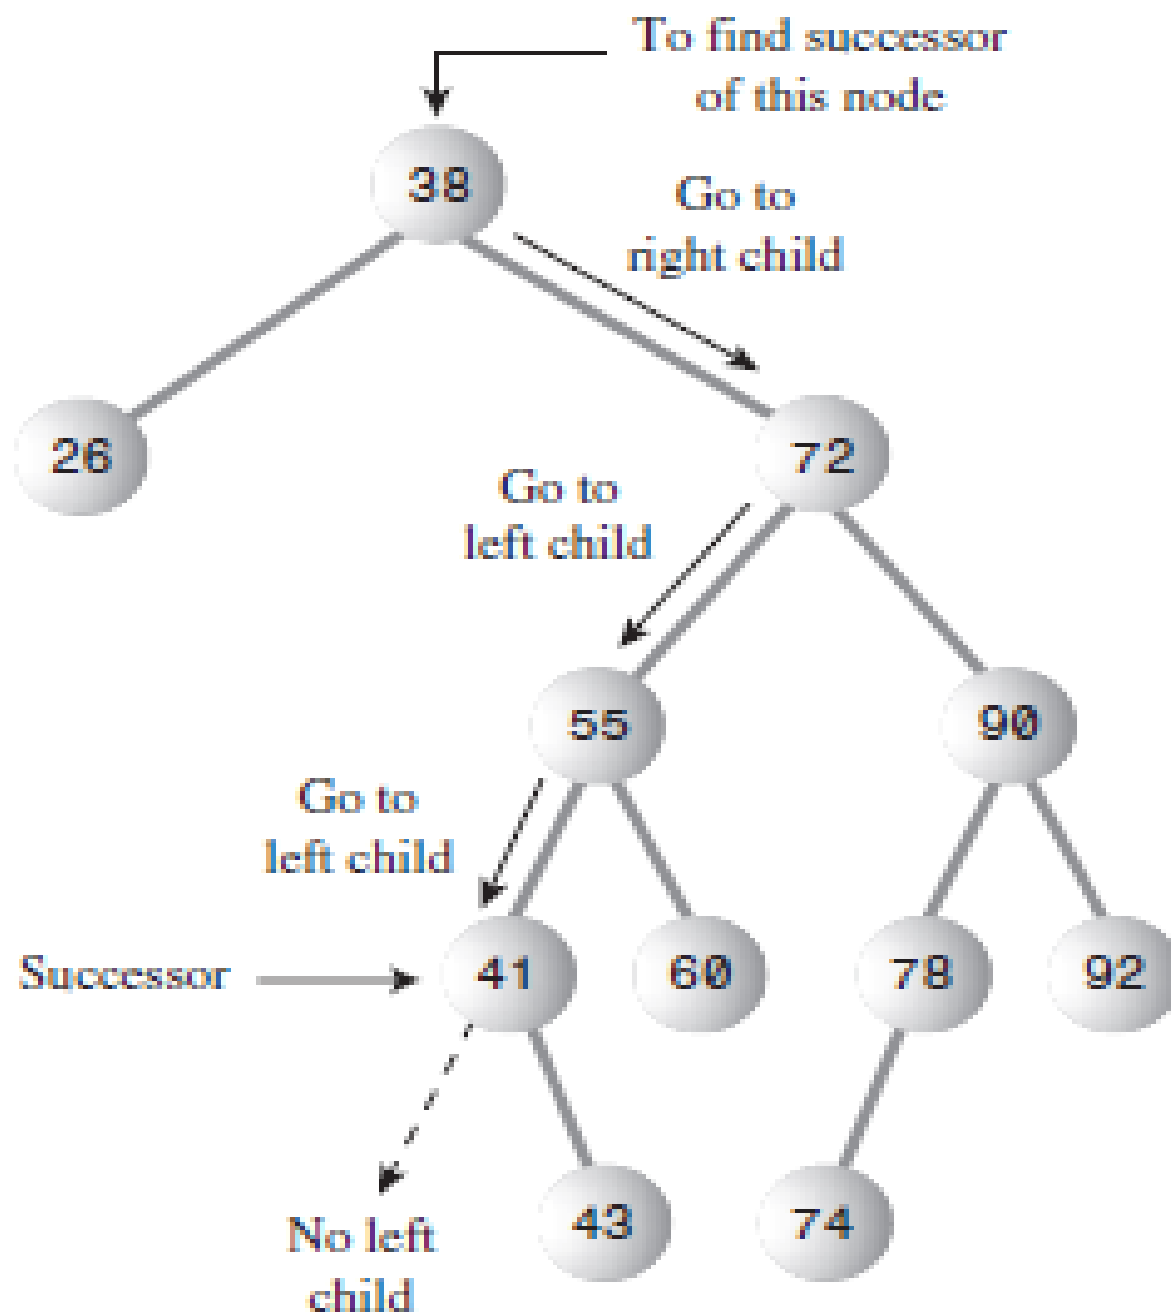 To find successor
of this node
38
Go to
right child
26
72
Go to
left child
55
90
Go to
left child
Successor
41
60
78
92
No left
child
43
74